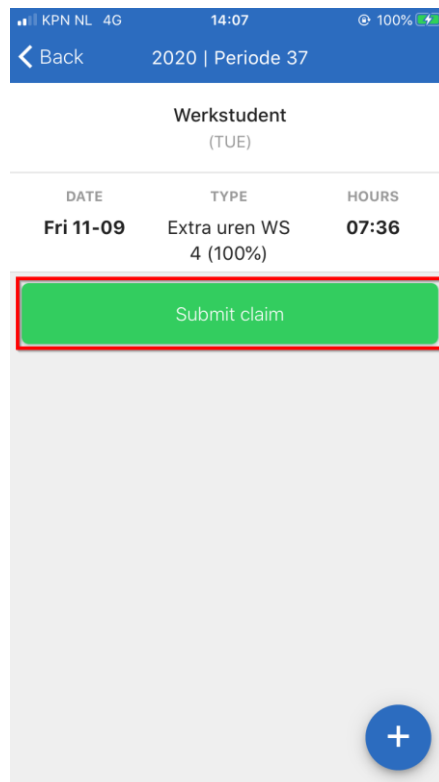 KPN NL 4G 14:07 100%
Back 2020 | Periode 37
Werkstudent
(TUE)
DATE TYPE HOURS
Fri 11-09 Extra uren WS 07:36
4 (100%)
Submit claim
+